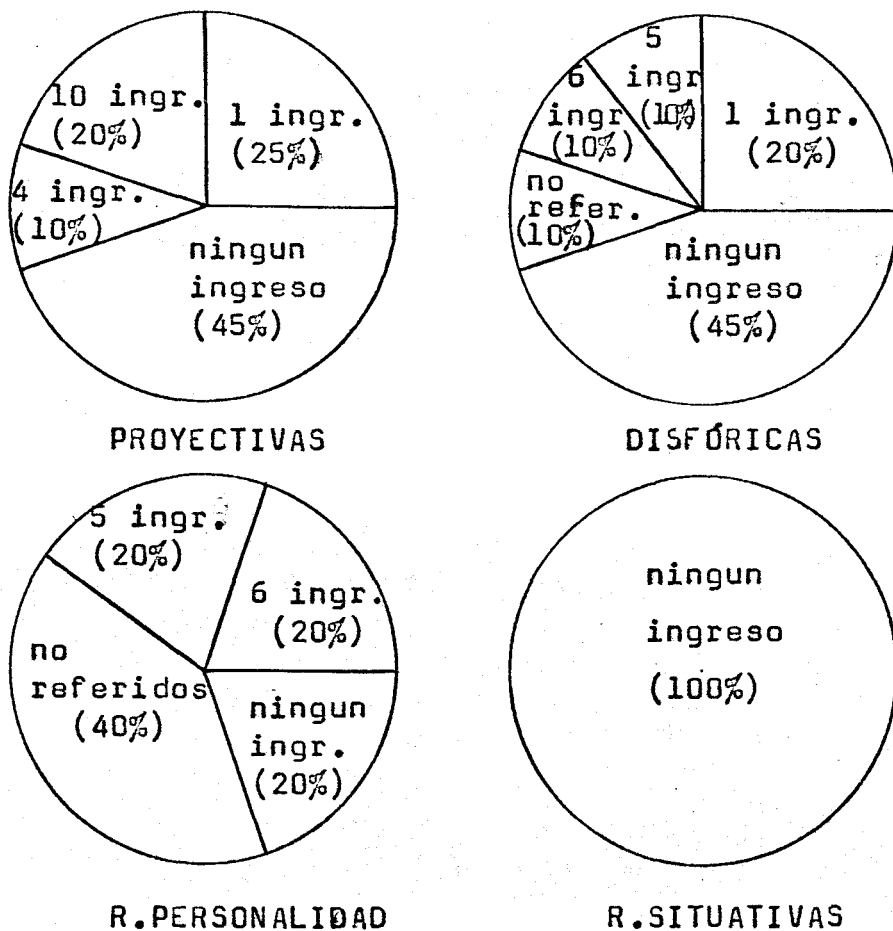 10 ingr.
(20%)
1 ingr.
(25%)
4 ingr.
(10%)
ningun
ingreso
(45%)
PROYECTIVAS
5
ingr
(10%)
6
ingr
(10%)
1 ingr.
(20%)
no
refer.
(10%)
ningun
ingreso
(45%)
DISFÓRICAS
5 ingr.
(20%)
6 ingr.
(20%)
no
referidos
(40%)
ningun
ingr.
(20%)
R.PERSONALIDAD
ningun
ingreso
(100%)
R.SITUATIVAS